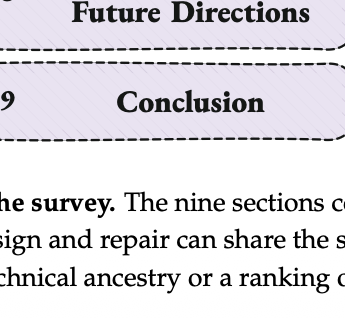 Future Directions
9 Conclusion
he survey. The nine sections c
sign and repair can share the s
chnical ancestry or a ranking o